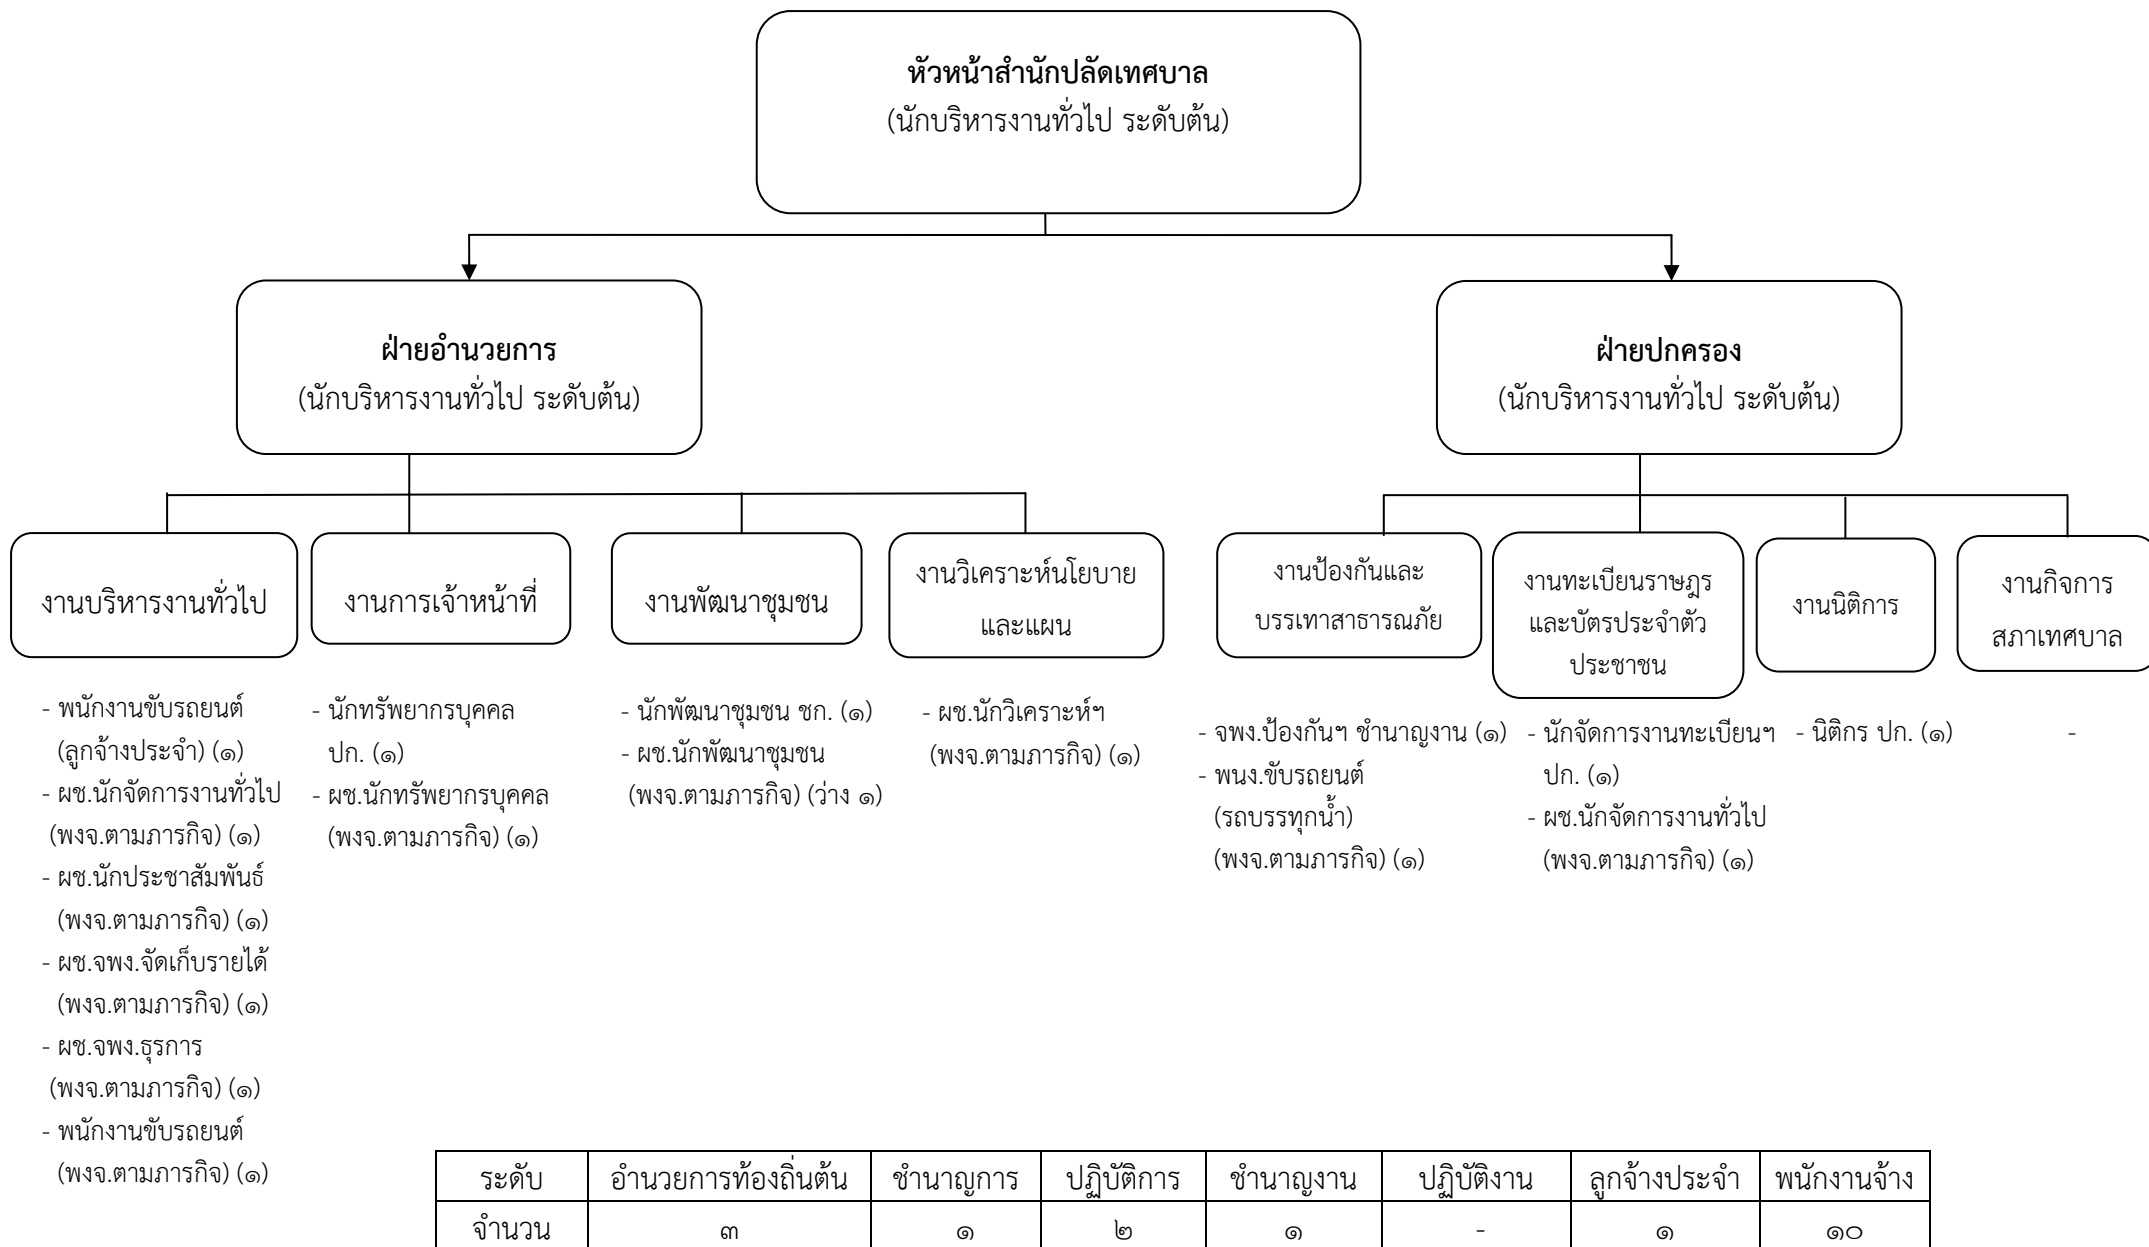 หัวหน้าสำนักปลัดเทศบาล
(นักบริหารงานทั่วไป ระดับต้น)
ฝ่ายอำนวยการ
(นักบริหารงานทั่วไป ระดับต้น)
ฝ่ายปกครอง
(นักบริหารงานทั่วไป ระดับต้น)
งานบริหารงานทั่วไป
งานการเจ้าหน้าที่
งานพัฒนาชุมชน
งานวิเคราะห์นโยบาย
และแผน
งานป้องกันและ
บรรเทาสาธารณภัย
งานทะเบียนราษฎร
และบัตรประจำตัว
ประชาชน
งานนิติการ
งานกิจการ
สภาเทศบาล
- พนักงานขับรถยนต์
(ลูกจ้างประจำ) (๑)
- ผช.นักจัดการงานทั่วไป
(พงจ.ตามภารกิจ) (๑)
- ผช.นักประชาสัมพันธ์
(พงจ.ตามภารกิจ) (๑)
- ผช.จพง.จัดเก็บรายได้
(พงจ.ตามภารกิจ) (๑)
- ผช.จพง.ธุรการ
(พงจ.ตามภารกิจ) (๑)
- พนักงานขับรถยนต์
(พงจ.ตามภารกิจ) (๑)
- นักทรัพยากรบุคคล
ปก. (๑)
- ผช.นักทรัพยากรบุคคล
(พงจ.ตามภารกิจ) (๑)
- นักพัฒนาชุมชน ชก. (๑)
- ผช.นักพัฒนาชุมชน
(พงจ.ตามภารกิจ) (ว่าง ๑)
- ผช.นักวิเคราะห์ฯ
(พงจ.ตามภารกิจ) (๑)
- จพง.ป้องกันฯ ชำนาญงาน (๑)
- พนง.ขับรถยนต์
(รถบรรทุกน้ำ)
(พงจ.ตามภารกิจ) (๑)
- นักจัดการงานทะเบียนฯ
ปก. (๑)
- ผช.นักจัดการงานทั่วไป
(พงจ.ตามภารกิจ) (๑)
- นิติกร ปก. (๑)
-
ระดับ อำนวยการท้องถิ่นต้น ชำนาญการ ปฏิบัติการ ชำนาญงาน ปฏิบัติงาน ลูกจ้างประจำ พนักงานจ้าง
จำนวน ๓ ๑ ๒ ๑ - ๑ ๑๐